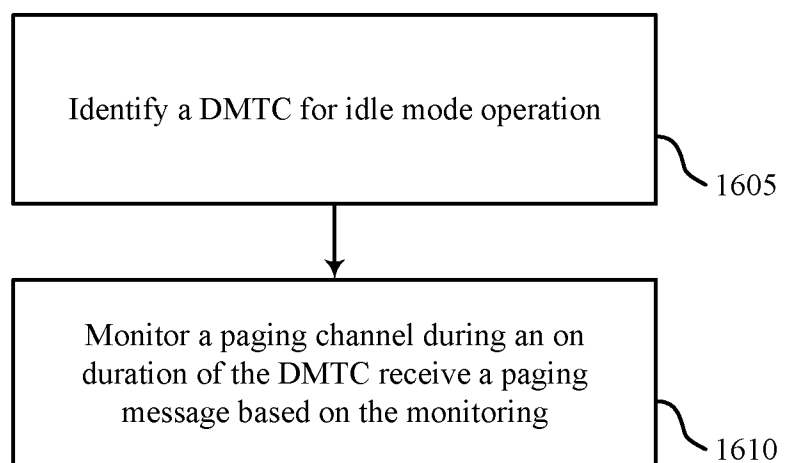 Identify a DMTC for idle mode operation
1605
Monitor a paging channel during an on
duration of the DMTC receive a paging
message based on the monitoring
1610